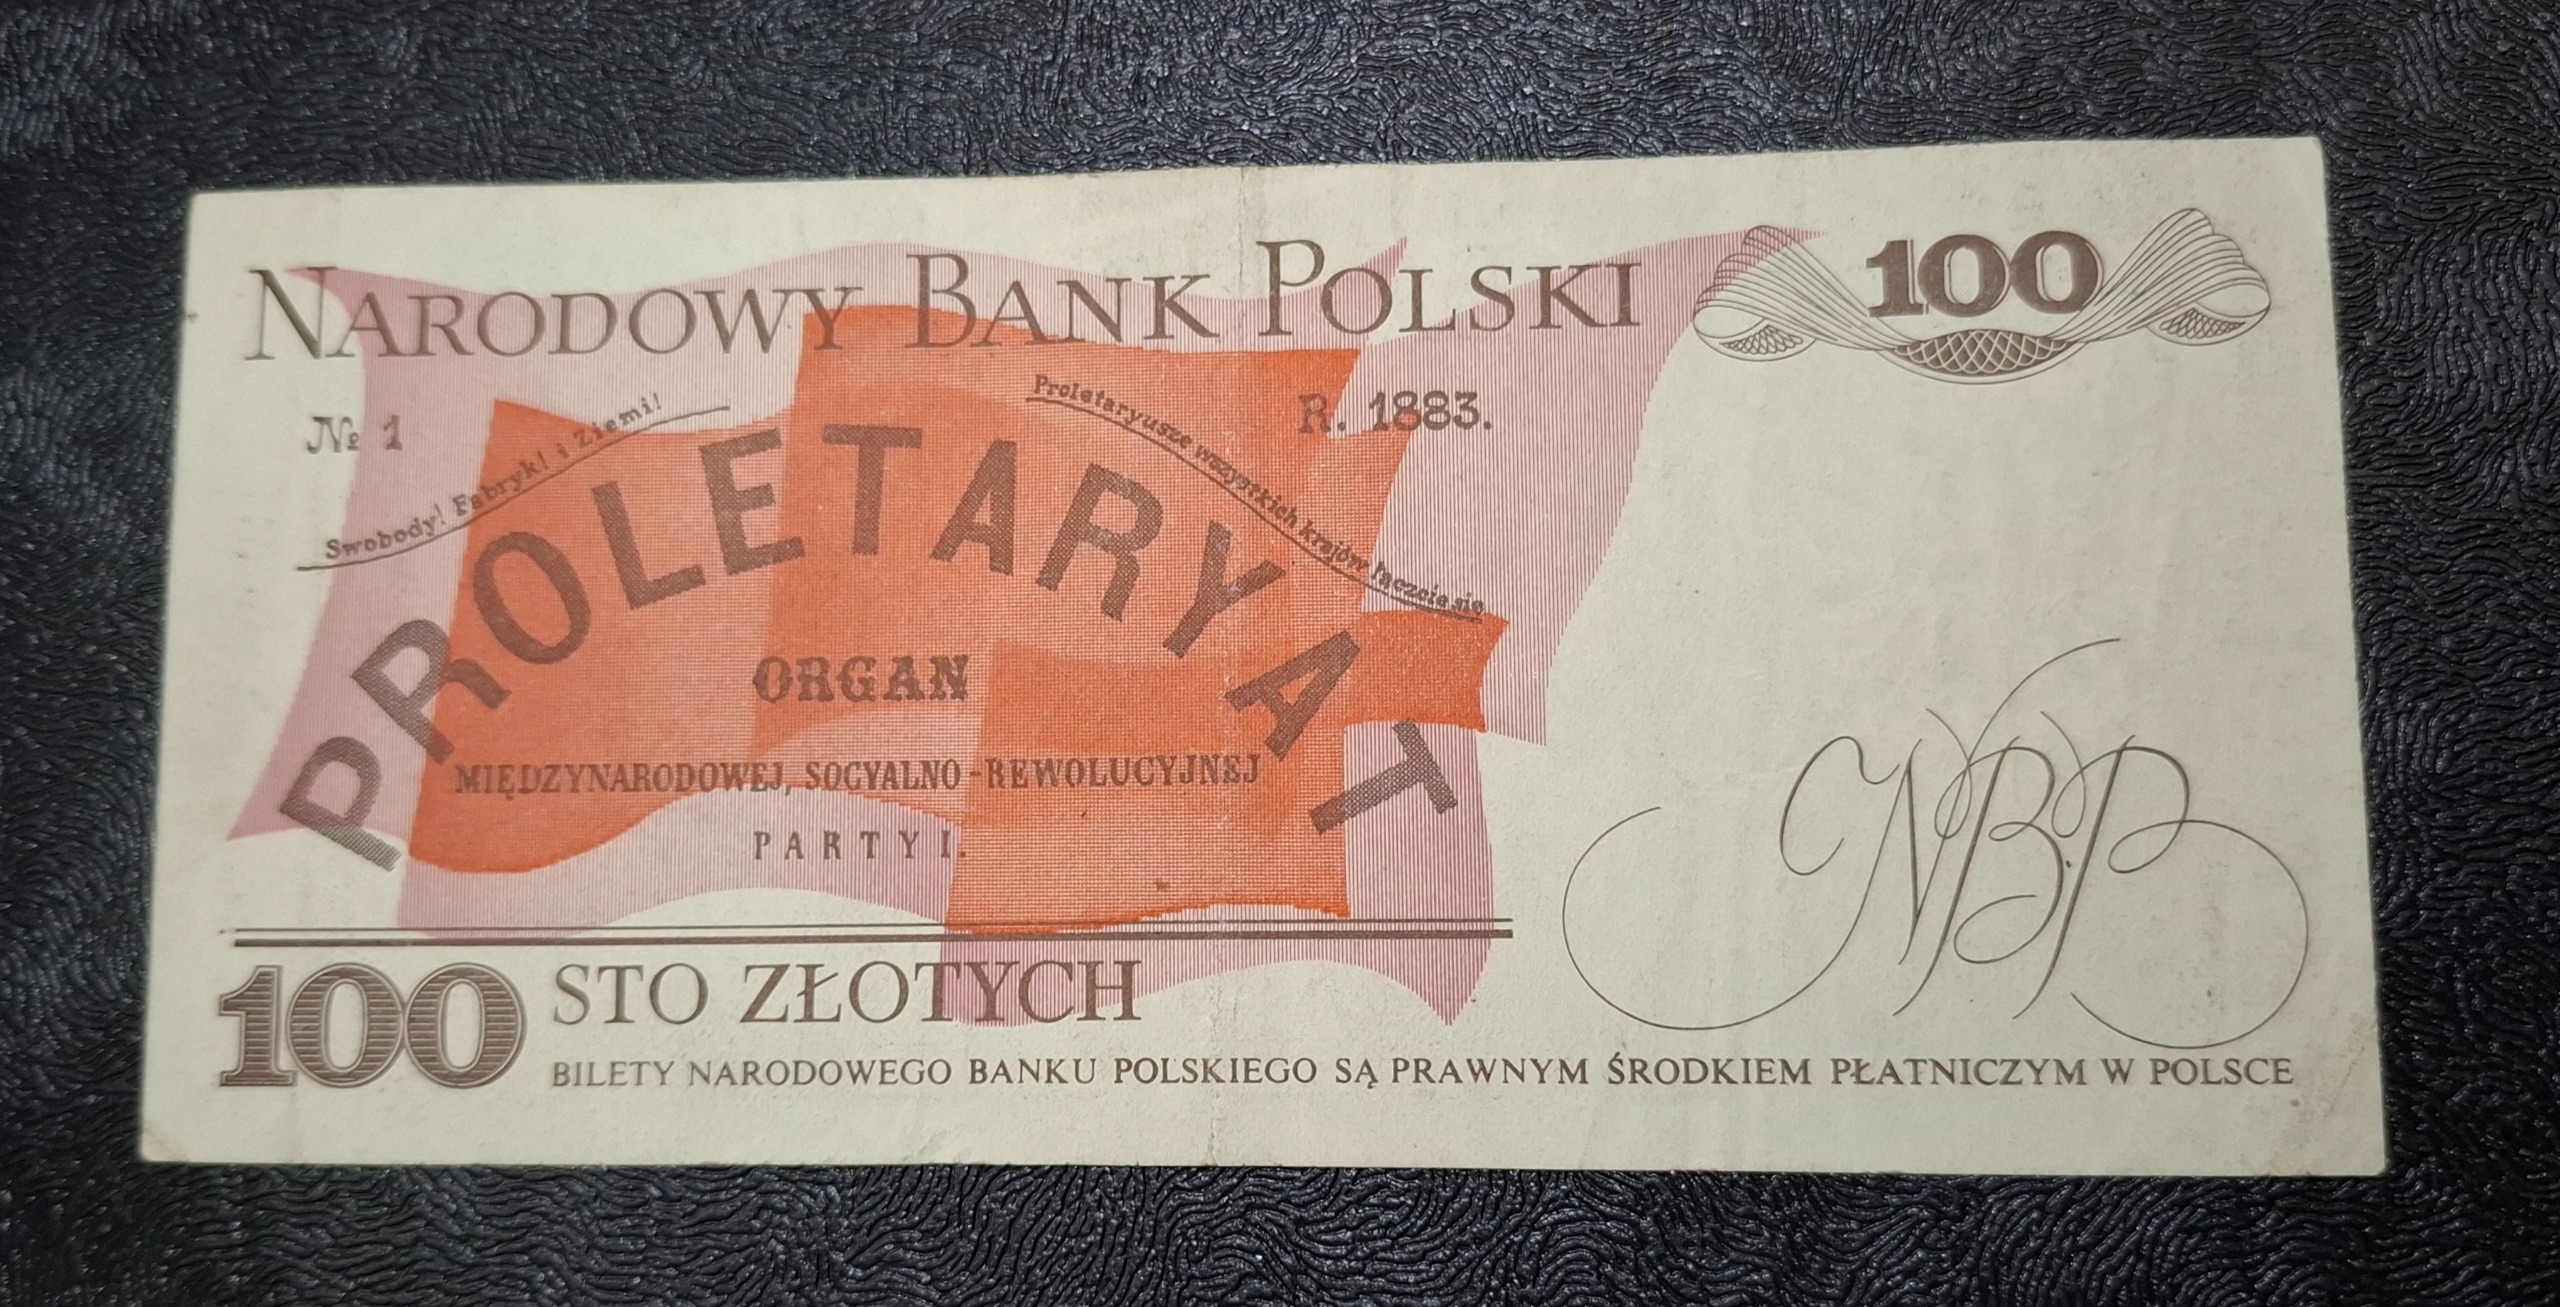 NARODOWY BANK POLSKI
100
№ 1
R. 1883.
Swobody! Fabryk! i Ziemi!
Proletaryusze wszystkich krajów łączcie się
PROLETARYAT
ORGAN
MIĘDZYNARODOWEJ, SOCYALNO-REWOLUCYJNEJ
PARTYI.
NBP
100 STO ZŁOTYCH
BILETY NARODOWEGO BANKU POLSKIEGO SĄ PRAWNYM ŚRODKIEM PŁATNICZYM W POLSCE